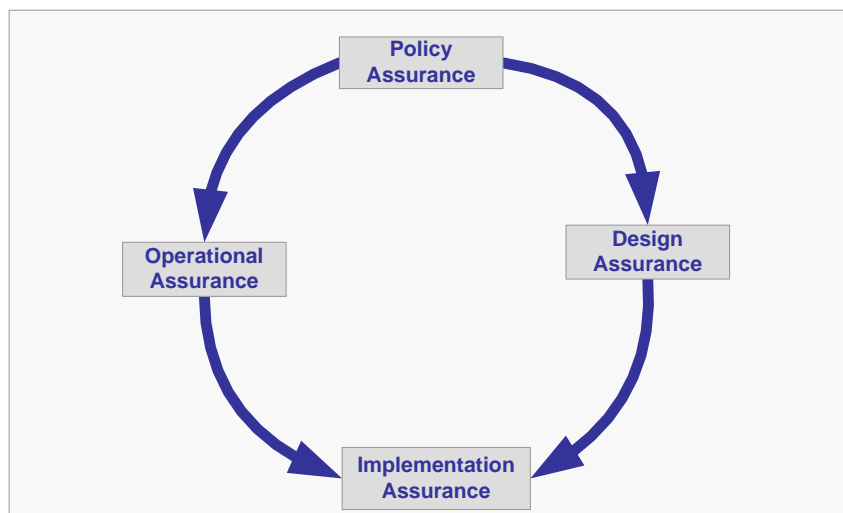 Policy
Assurance
Operational
Assurance
Design
Assurance
Implementation
Assurance